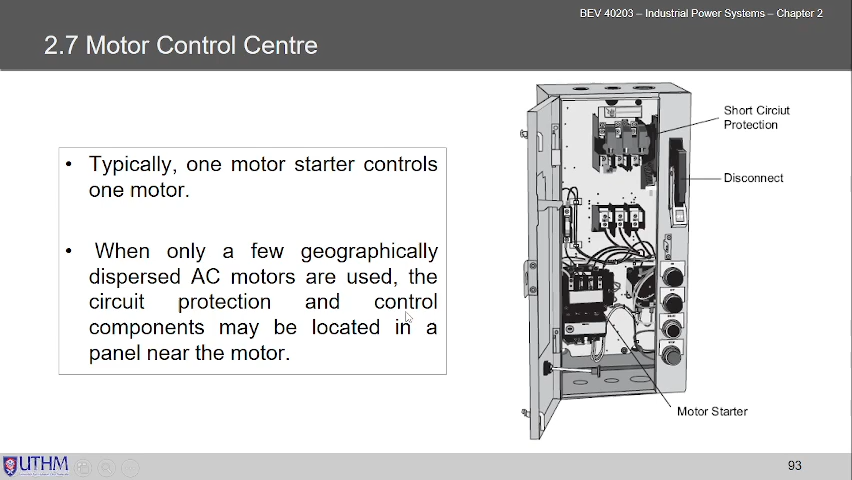 BEV 40203 – Industrial Power Systems – Chapter 2
2.7 Motor Control Centre
• Typically, one motor starter controls
one motor.
• When only a few geographically
dispersed AC motors are used, the
circuit protection and control
components may be located in a
panel near the motor.
Short Circiut
Protection
Disconnect
Motor Starter
UTHM
93